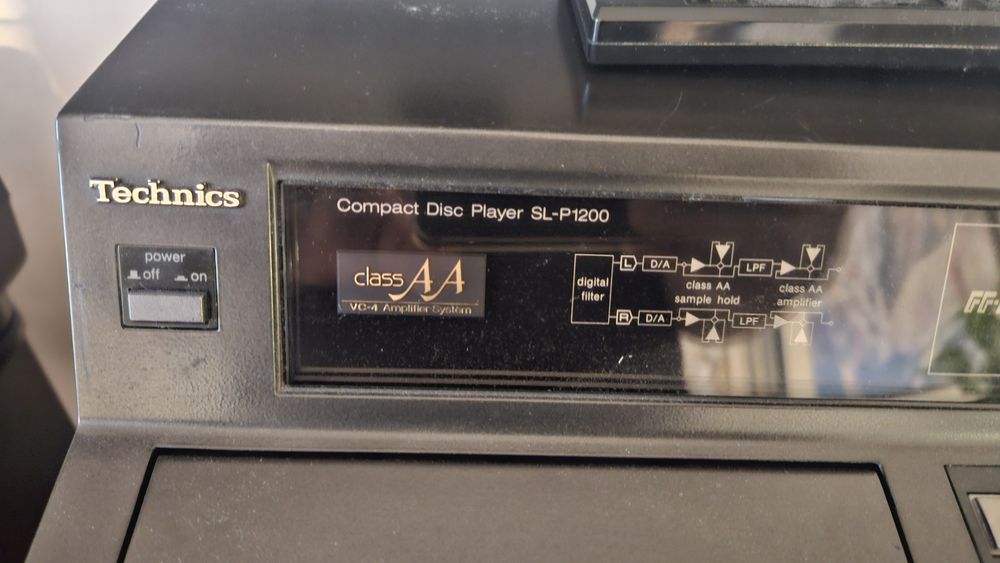 Technics
power
off on
Compact Disc Player SL-P1200
class AA
VC-4 Amplifier System
digital
filter
L D/A LPF
class AA
sample hold
class AA
amplifier
R D/A LPF